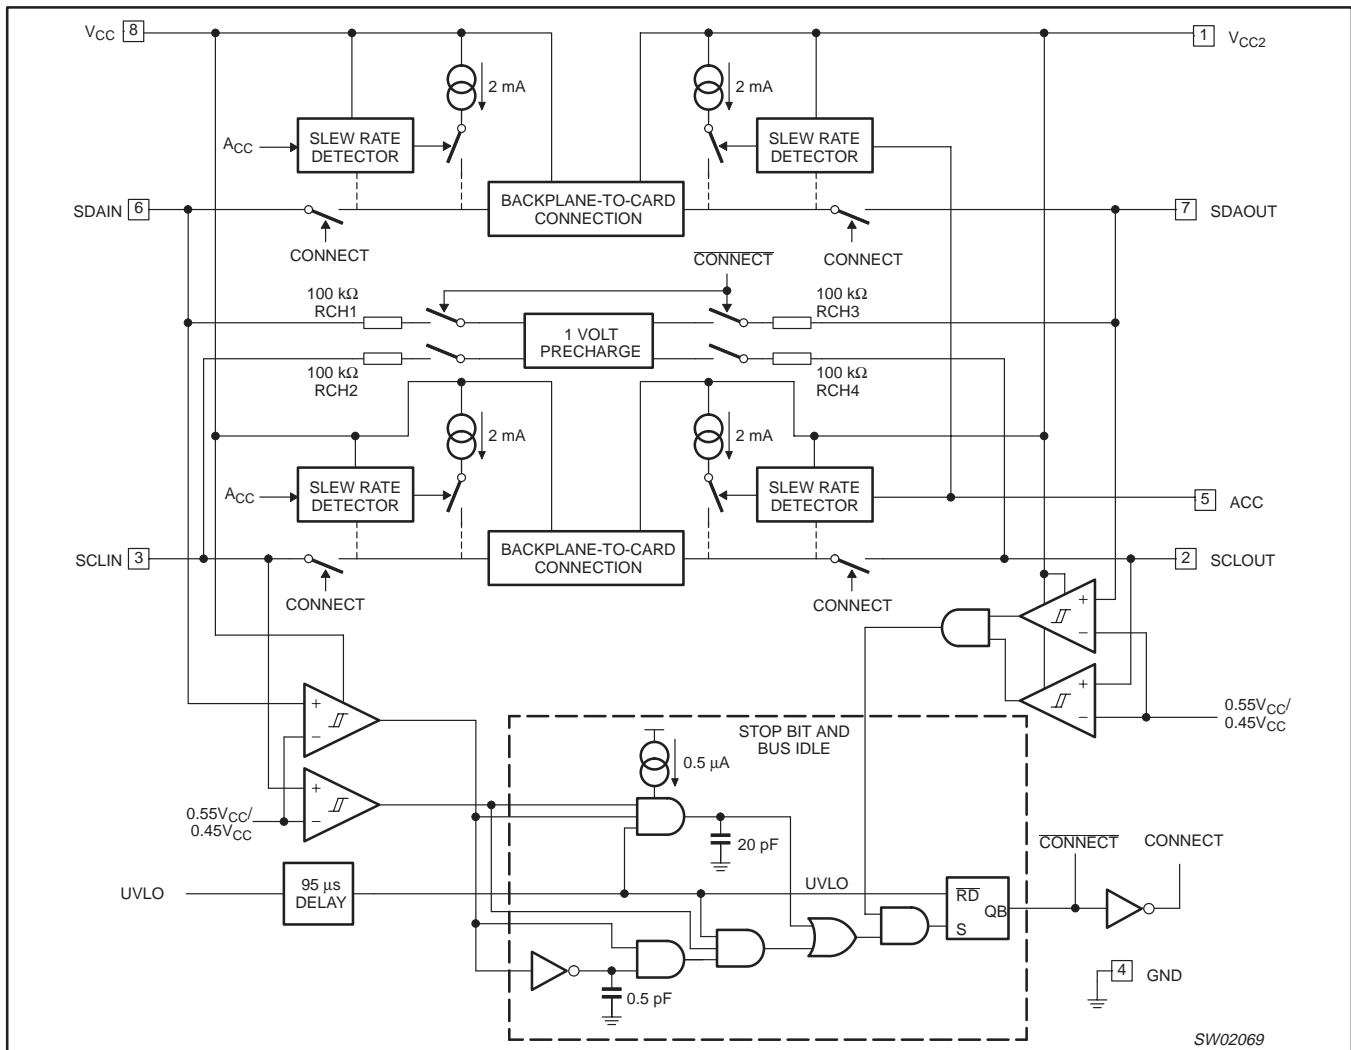 VCC 8
1 VCC2
2 mA
2 mA
ACC
SLEW RATE
DETECTOR
SLEW RATE
DETECTOR
SDAIN 6
BACKPLANE-TO-CARD
CONNECTION
7 SDAOUT
CONNECT
CONNECT
CONNECT
100 kΩ
RCH1
100 kΩ
RCH3
1 VOLT
PRECHARGE
100 kΩ
RCH2
100 kΩ
RCH4
2 mA
2 mA
ACC
SLEW RATE
DETECTOR
SLEW RATE
DETECTOR
5 ACC
SCLIN 3
BACKPLANE-TO-CARD
CONNECTION
2 SCLOUT
CONNECT
CONNECT
+
−
+
−
0.55VCC/
0.45VCC
+
−
+
−
0.55VCC/
0.45VCC
STOP BIT AND
BUS IDLE
0.5 µA
20 pF
UVLO
95 µs
DELAY
UVLO
RD
QB
S
CONNECT
CONNECT
0.5 pF
4 GND
SW02069